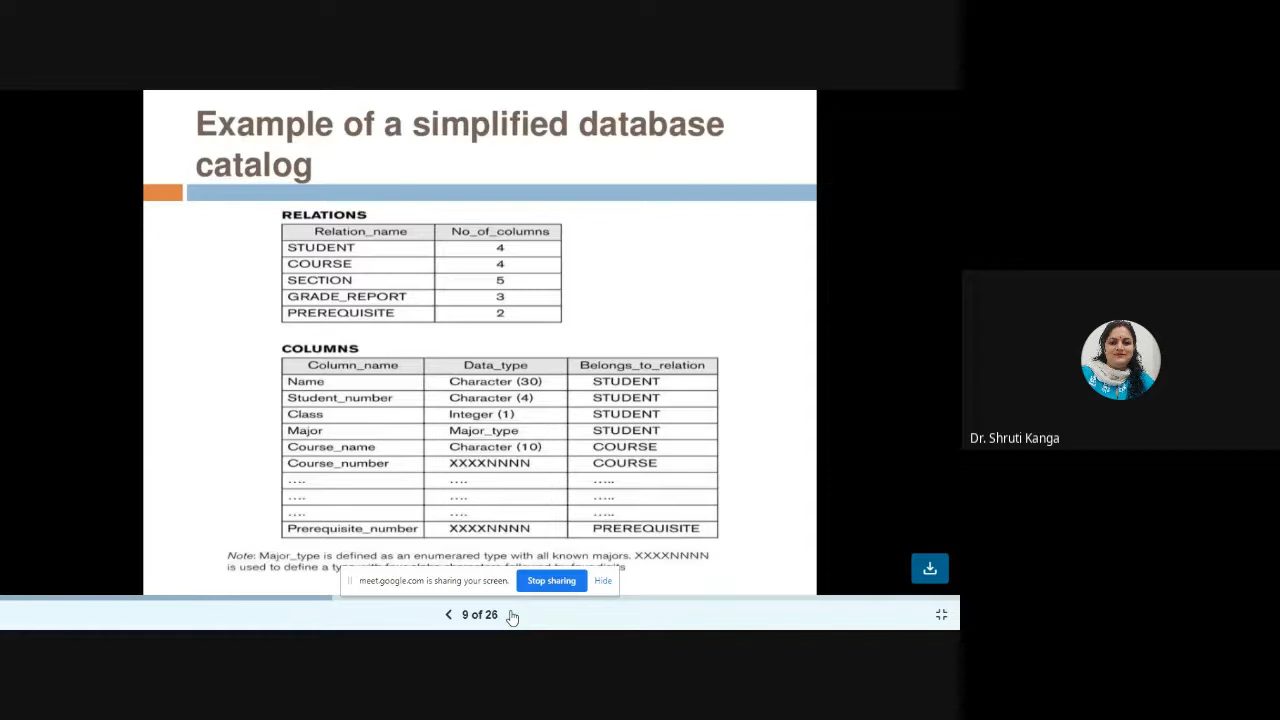 Example of a simplified database
catalog
RELATIONS
Relation_name No_of_columns
STUDENT 4
COURSE 4
SECTION 5
GRADE_REPORT 3
PREREQUISITE 2
COLUMNS
Column_name Data_type Belongs_to_relation
Name Character (30) STUDENT
Student_number Character (4) STUDENT
Class Integer (1) STUDENT
Major Major_type STUDENT
Course_name Character (10) COURSE
Course_number XXXXNNNN COURSE
.... .... .....
.... .... .....
.... .... .....
Prerequisite_number XXXXNNNN PREREQUISITE
Note: Major_type is defined as an enumerared type with all known majors. XXXXNNNN
is used to define a
meet.google.com is sharing your screen. Stop sharing Hide
9 of 26
Dr. Shruti Kanga